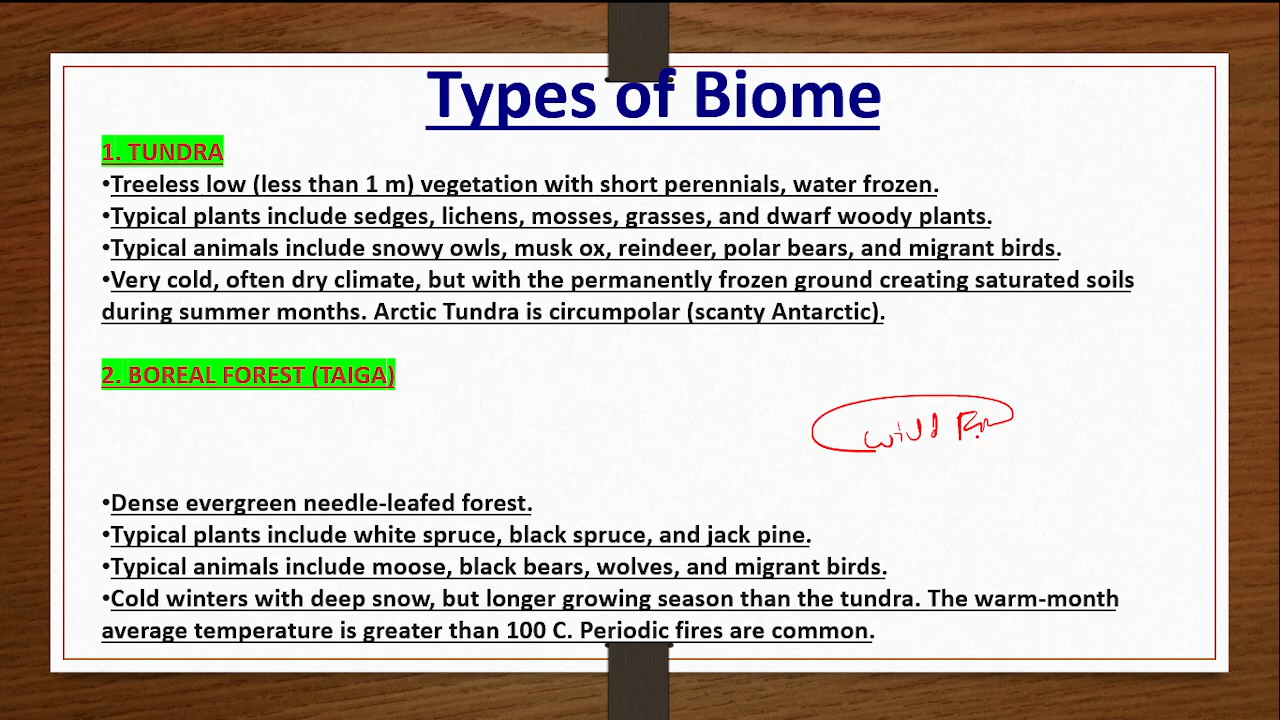 Types of Biome
1. TUNDRA
•Treeless low (less than 1 m) vegetation with short perennials, water frozen.
•Typical plants include sedges, lichens, mosses, grasses, and dwarf woody plants.
•Typical animals include snowy owls, musk ox, reindeer, polar bears, and migrant birds.
•Very cold, often dry climate, but with the permanently frozen ground creating saturated soils
during summer months. Arctic Tundra is circumpolar (scanty Antarctic).
2. BOREAL FOREST (TAIGA)
wild
•Dense evergreen needle-leafed forest.
•Typical plants include white spruce, black spruce, and jack pine.
•Typical animals include moose, black bears, wolves, and migrant birds.
•Cold winters with deep snow, but longer growing season than the tundra. The warm-month
average temperature is greater than 100 C. Periodic fires are common.